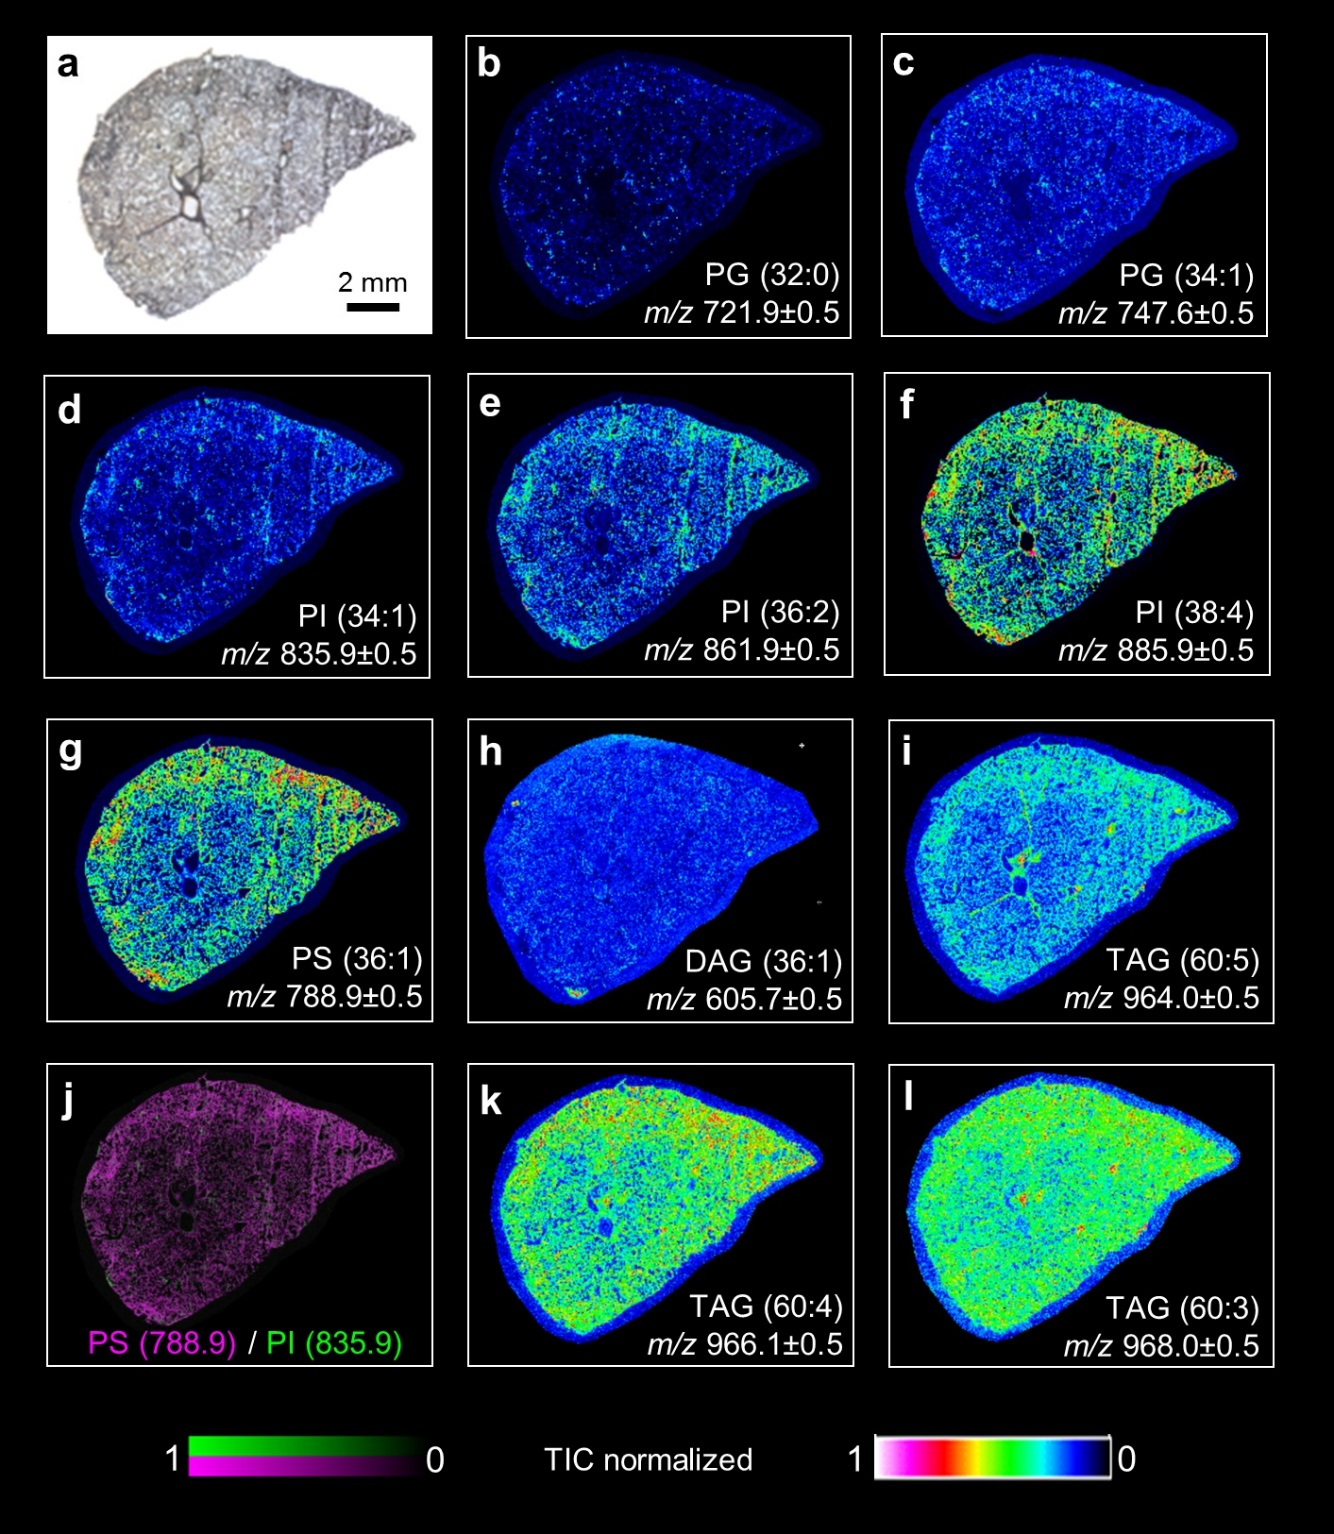 a
2 mm
b
PG (32:0)
m/z 721.9±0.5
c
PG (34:1)
m/z 747.6±0.5
d
PI (34:1)
m/z 835.9±0.5
e
PI (36:2)
m/z 861.9±0.5
f
PI (38:4)
m/z 885.9±0.5
g
PS (36:1)
m/z 788.9±0.5
h
DAG (36:1)
m/z 605.7±0.5
i
TAG (60:5)
m/z 964.0±0.5
j
PS (788.9) / PI (835.9)
k
TAG (60:4)
m/z 966.1±0.5
l
TAG (60:3)
m/z 968.0±0.5
1 0 TIC normalized 1 0